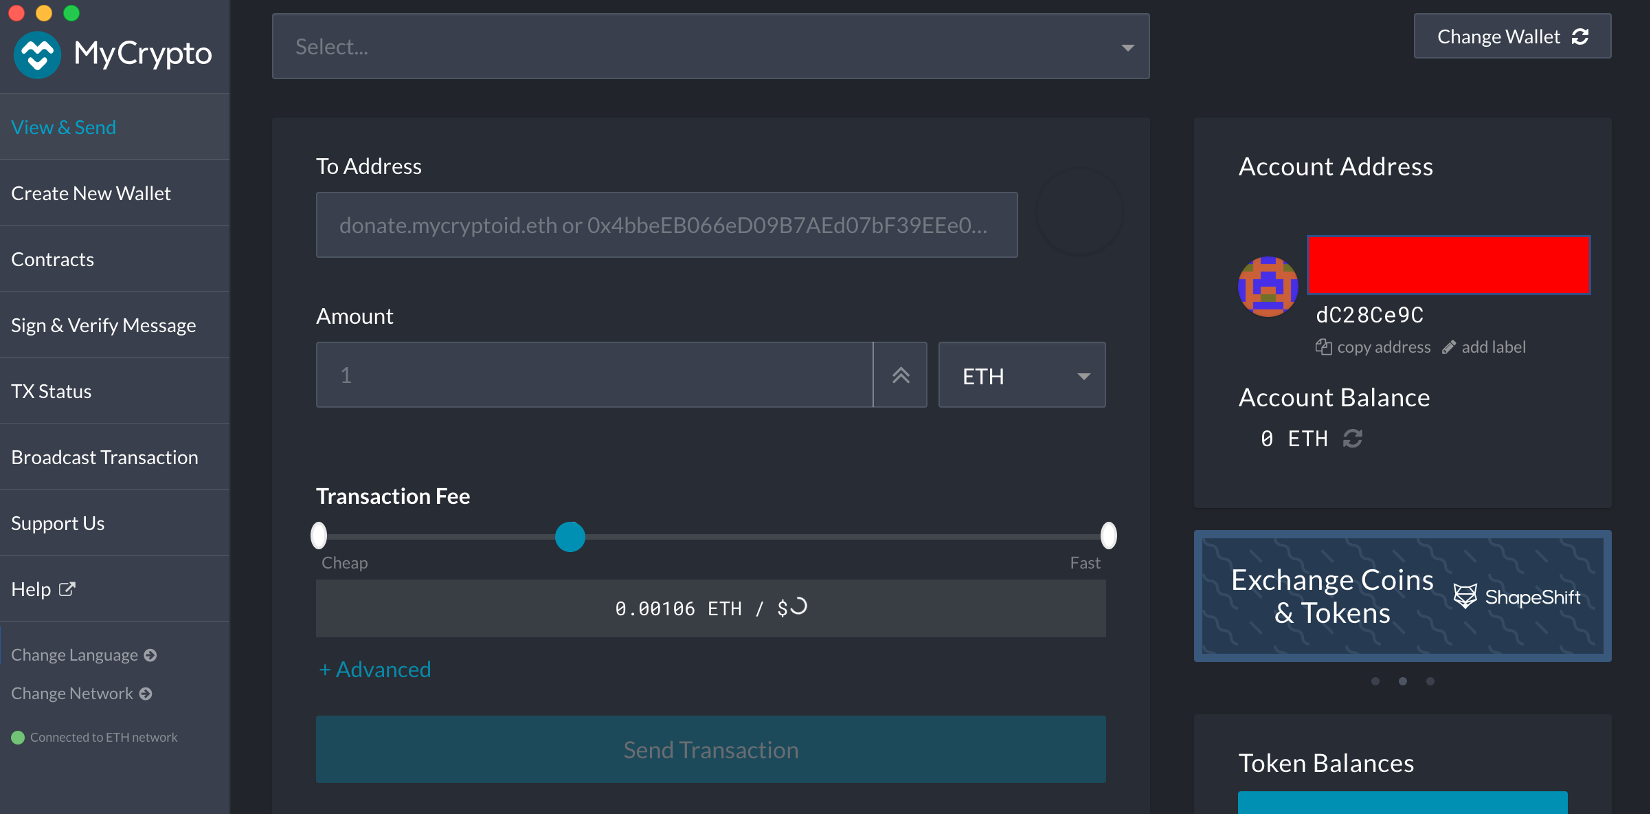 MyCrypto
View & Send
Create New Wallet
Contracts
Sign & Verify Message
TX Status
Broadcast Transaction
Support Us
Help
Change Language
Change Network
Connected to ETH network
Select...
Change Wallet
To Address
donate.mycryptoid.eth or 0x4bbeEB066eD09B7AEd07bF39EEe0...
Amount
1
ETH
Transaction Fee
Cheap
Fast
0.00106 ETH / $
+ Advanced
Send Transaction
Account Address
dC28Ce9C
copy address
add label
Account Balance
0 ETH
Exchange Coins
& Tokens
ShapeShift
Token Balances